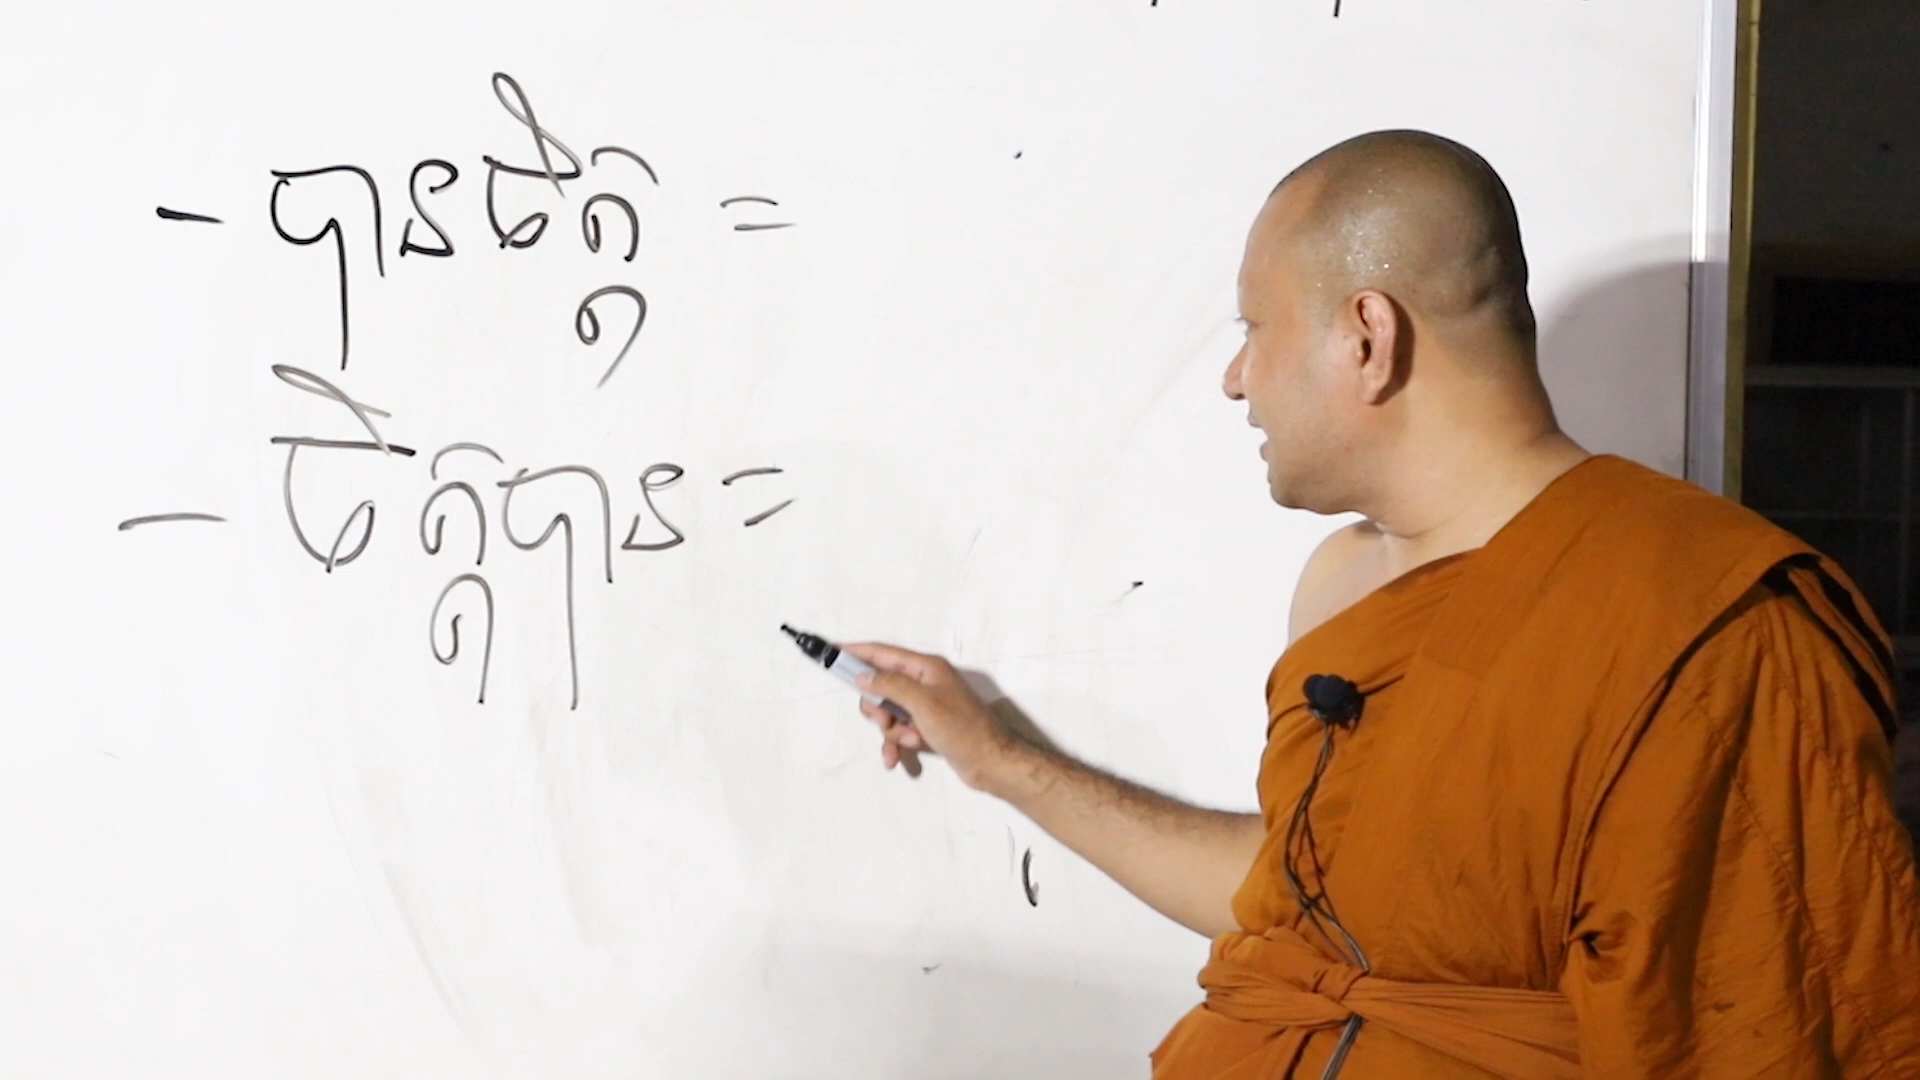 - បានចិត្ត =
- ចិត្តបាន =